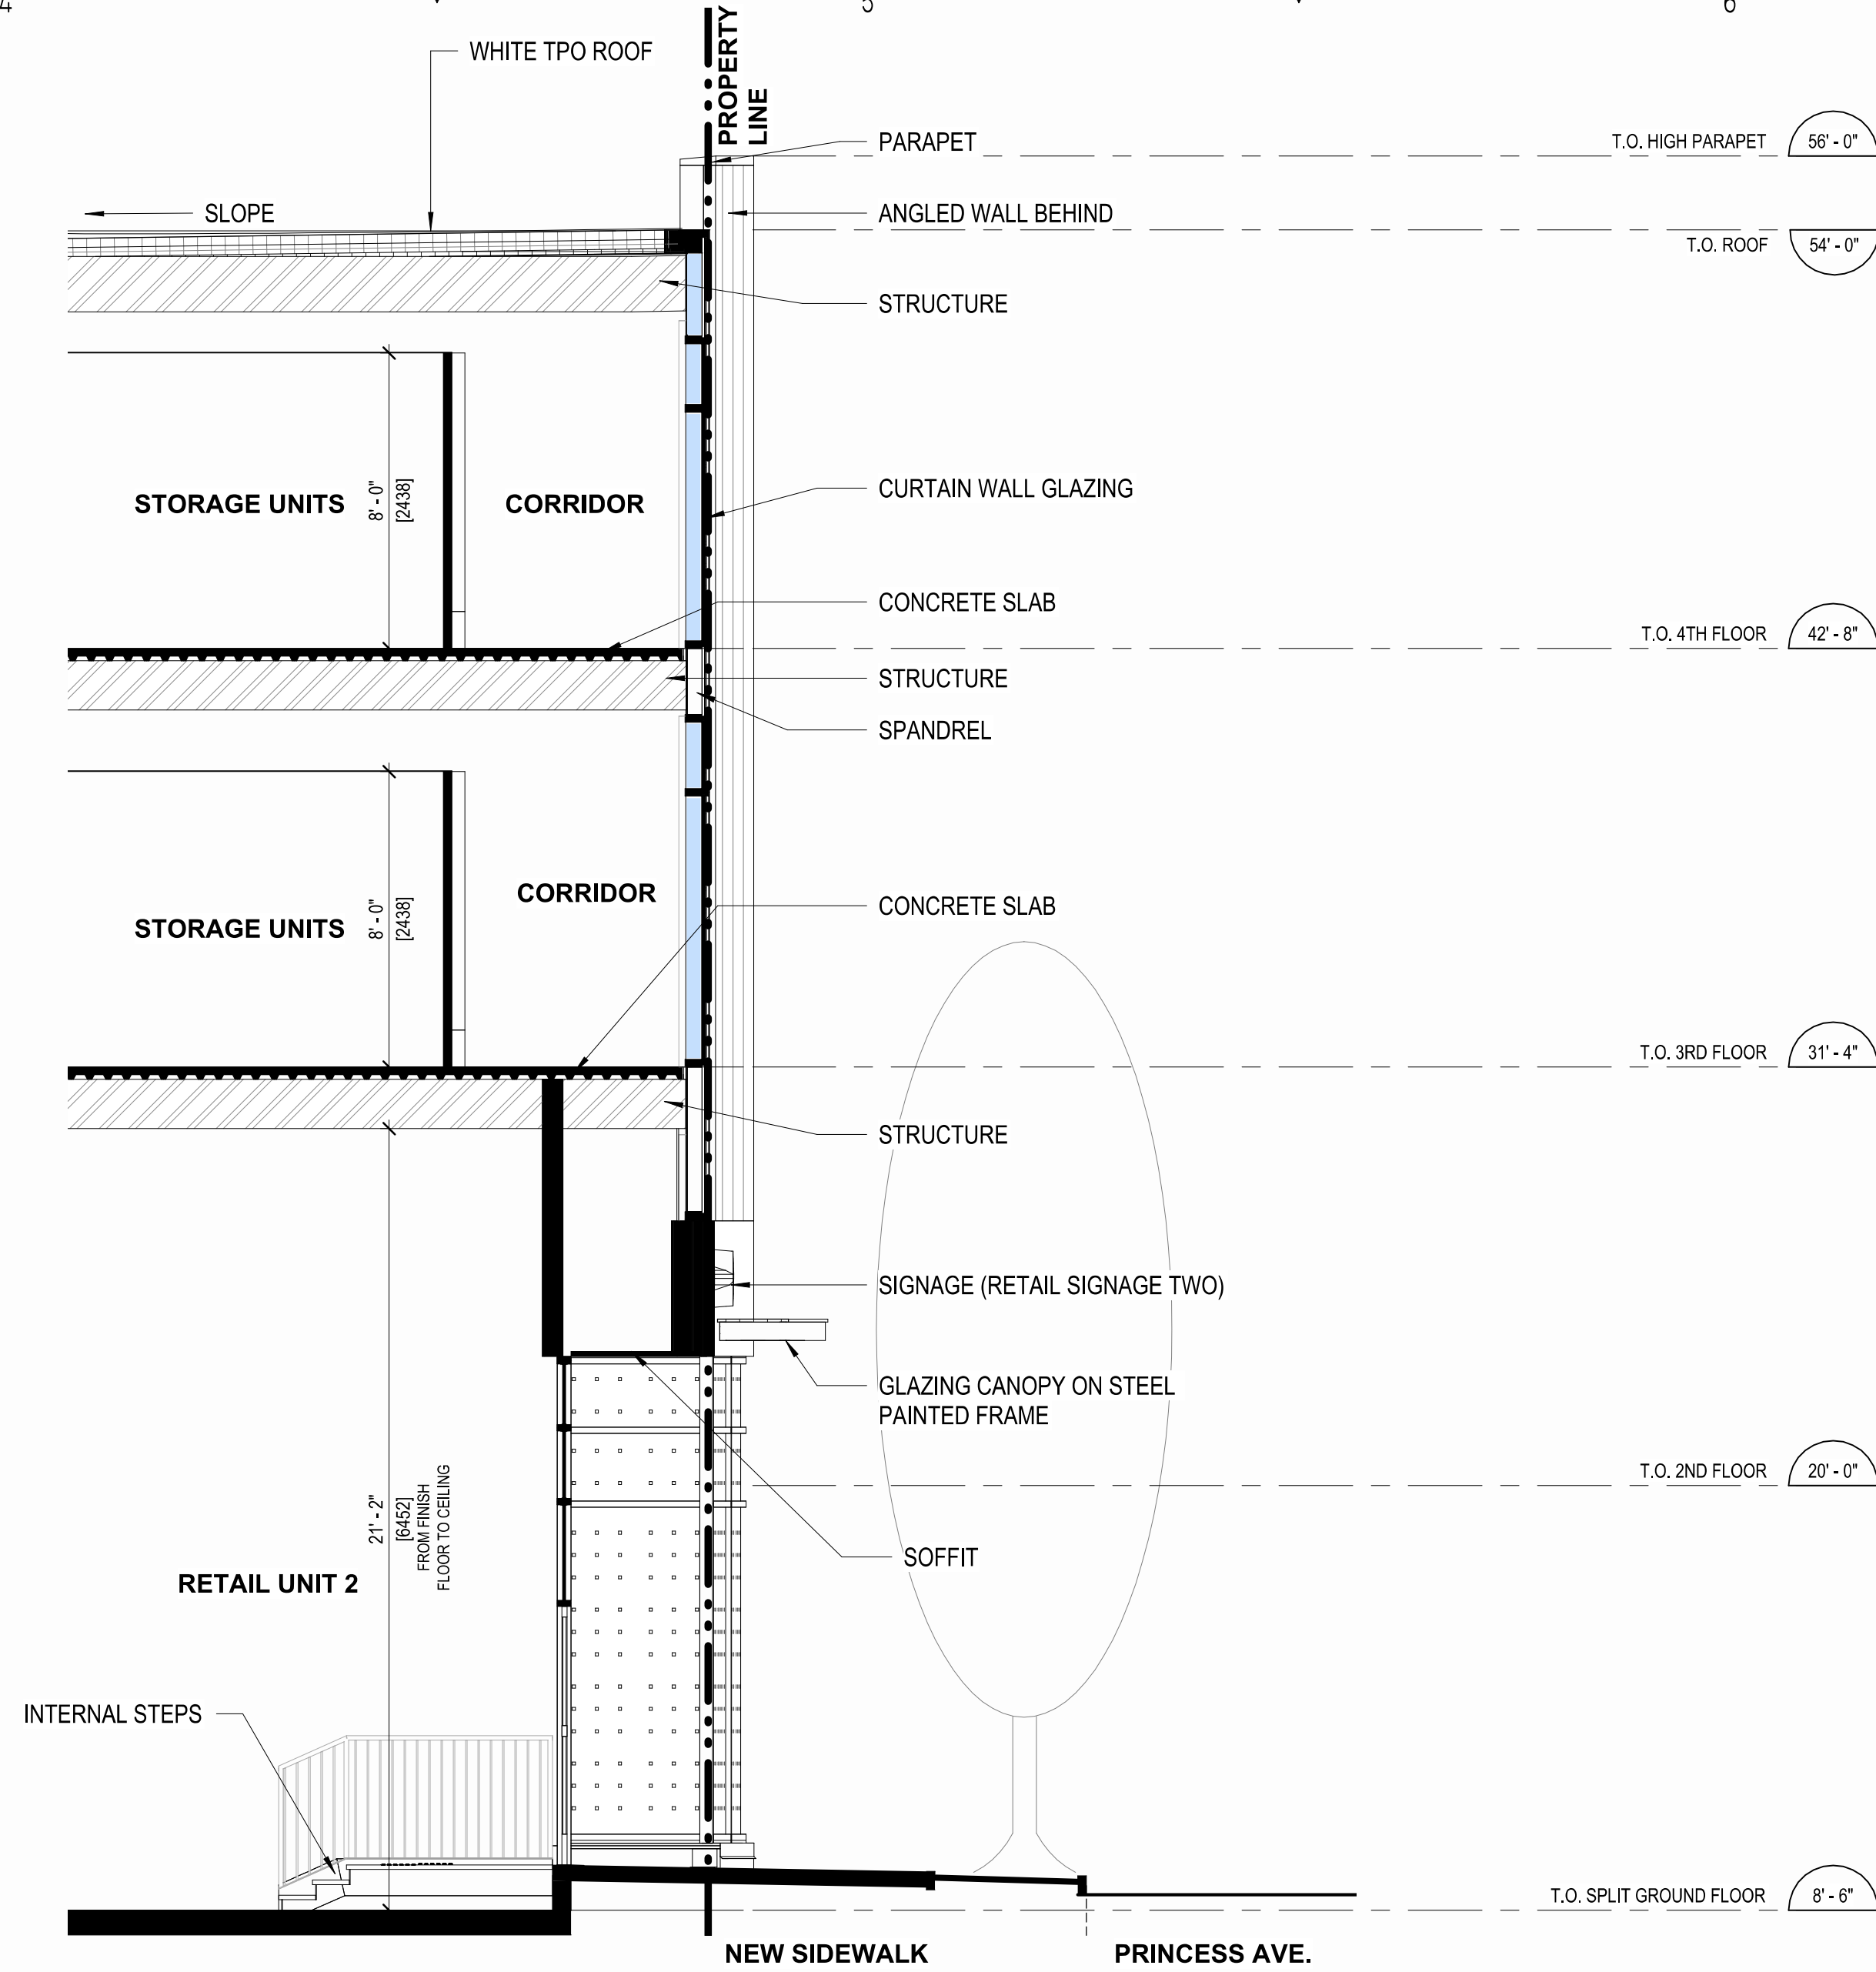 4
5
6
PROPERTY
LINE
WHITE TPO ROOF
PARAPET
T.O. HIGH PARAPET
56' - 0"
SLOPE
ANGLED WALL BEHIND
T.O. ROOF
54' - 0"
STRUCTURE
CURTAIN WALL GLAZING
STORAGE UNITS
8' - 0"
[2438]
CORRIDOR
CONCRETE SLAB
T.O. 4TH FLOOR
42' - 8"
STRUCTURE
SPANDREL
CORRIDOR
CONCRETE SLAB
STORAGE UNITS
8' - 0"
[2438]
T.O. 3RD FLOOR
31' - 4"
STRUCTURE
SIGNAGE (RETAIL SIGNAGE TWO)
GLAZING CANOPY ON STEEL
PAINTED FRAME
T.O. 2ND FLOOR
20' - 0"
21' - 2"
[6452]
FROM FINISH
FLOOR TO CEILING
SOFFIT
RETAIL UNIT 2
INTERNAL STEPS
T.O. SPLIT GROUND FLOOR
8' - 6"
NEW SIDEWALK
PRINCESS AVE.